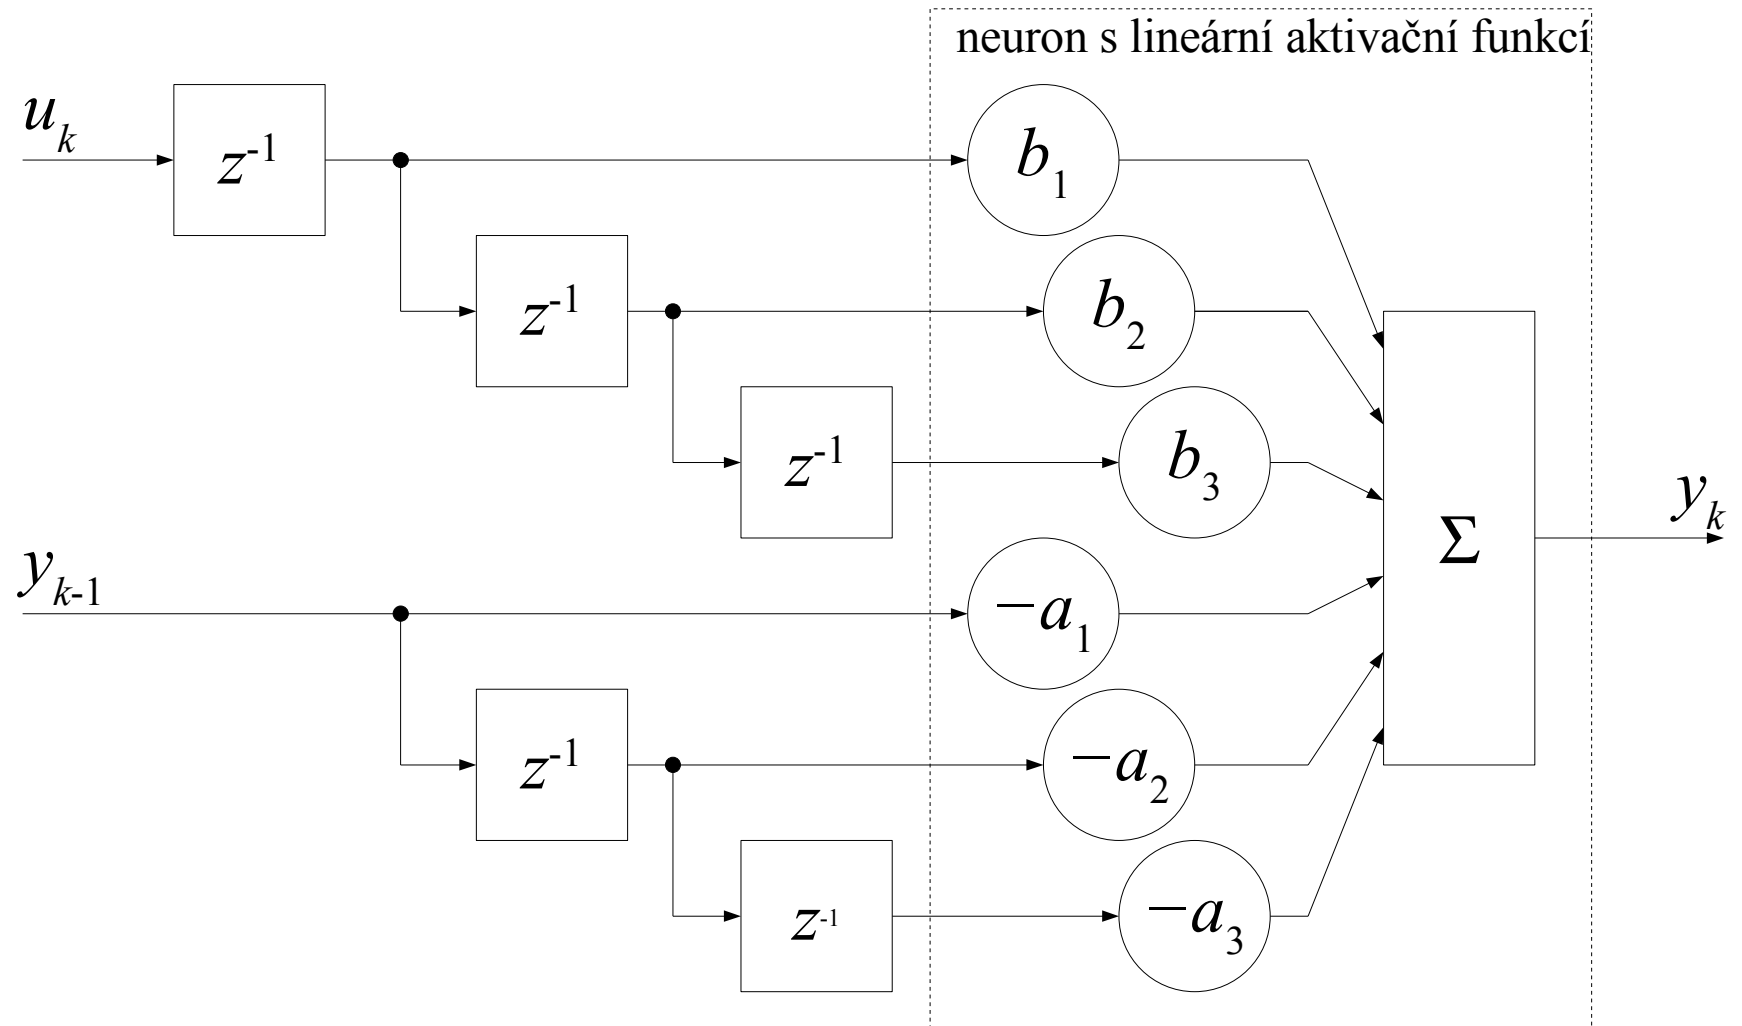 neuron s lineární aktivační funkcí
u_k
z^-1
b_1
z^-1
b_2
z^-1
b_3
Σ
y_k
y_k-1
−a_1
z^-1
−a_2
z^-1
−a_3